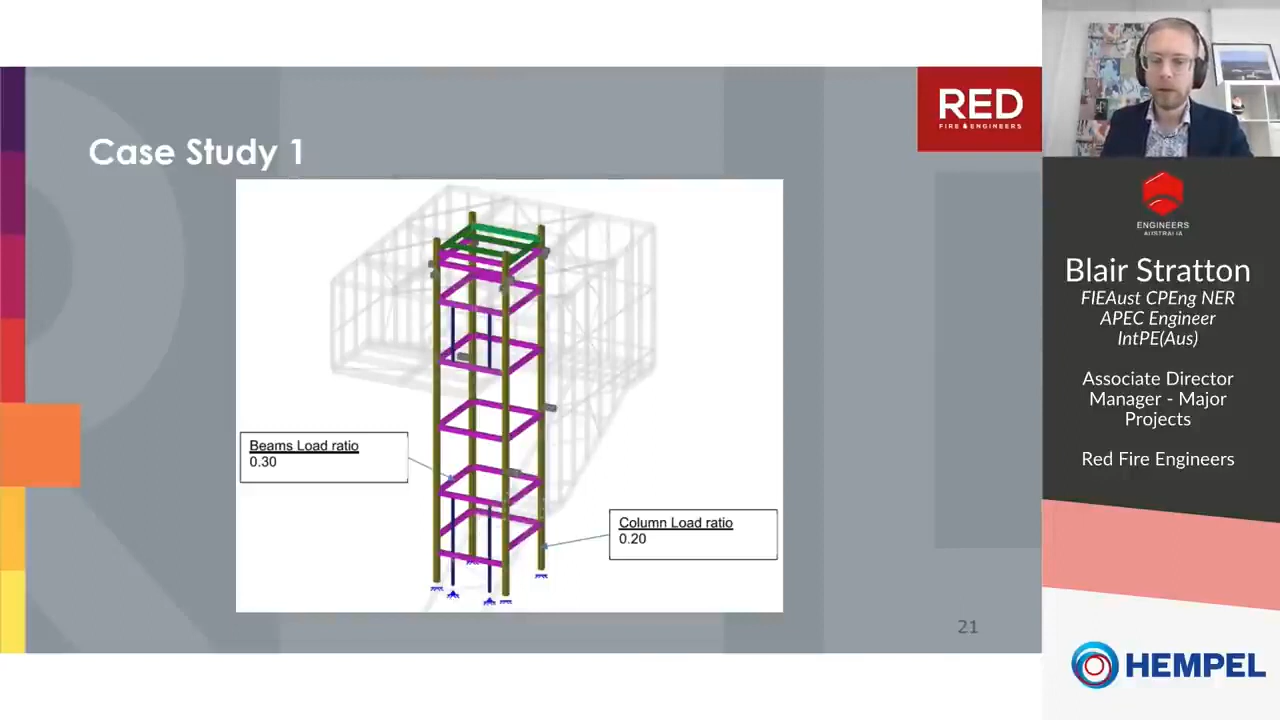 RED
FIRE & ENGINEERS
Case Study 1
Beams Load ratio
0.30
Column Load ratio
0.20
21
ENGINEERS
AUSTRALIA
Blair Stratton
FIEAust CPEng NER
APEC Engineer
IntPE(Aus)
Associate Director
Manager - Major
Projects
Red Fire Engineers
HEMPEL